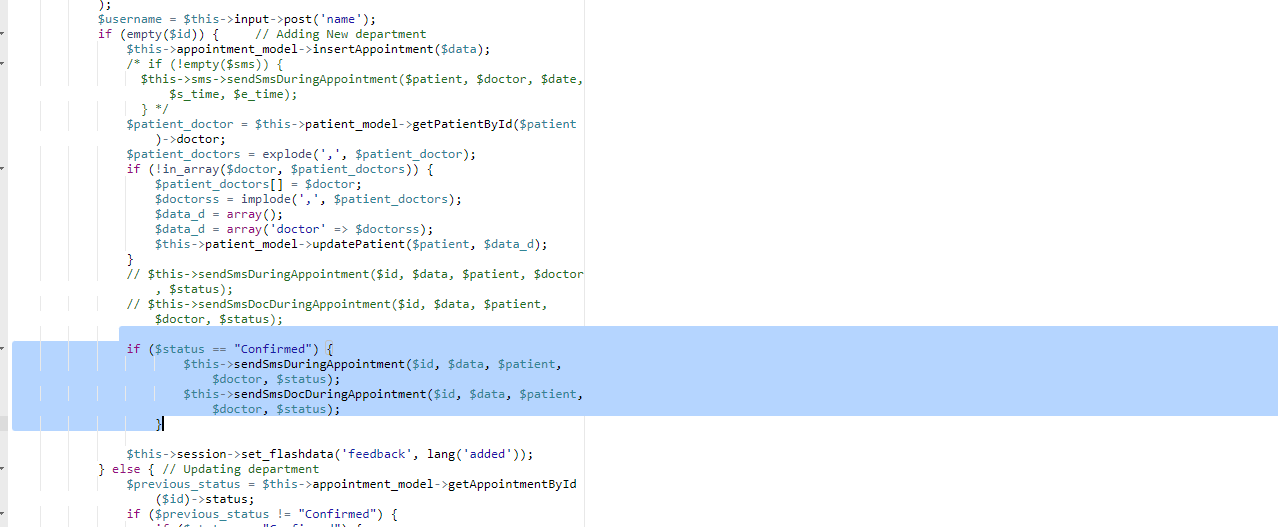 );
$username = $this->input->post('name');
if (empty($id)) {     // Adding New department
$this->appointment_model->insertAppointment($data);
/* if (!empty($sms)) {
$this->sms->sendSmsDuringAppointment($patient, $doctor, $date,
$s_time, $e_time);
} */
$patient_doctor = $this->patient_model->getPatientById($patient
)->doctor;
$patient_doctors = explode(',', $patient_doctor);
if (!in_array($doctor, $patient_doctors)) {
$patient_doctors[] = $doctor;
$doctorss = implode(',', $patient_doctors);
$data_d = array();
$data_d = array('doctor' => $doctorss);
$this->patient_model->updatePatient($patient, $data_d);
}
// $this->sendSmsDuringAppointment($id, $data, $patient, $doctor
, $status);
// $this->sendSmsDocDuringAppointment($id, $data, $patient,
$doctor, $status);
if ($status == "Confirmed") {
$this->sendSmsDuringAppointment($id, $data, $patient,
$doctor, $status);
$this->sendSmsDocDuringAppointment($id, $data, $patient,
$doctor, $status);
}
$this->session->set_flashdata('feedback', lang('added'));
} else { // Updating department
$previous_status = $this->appointment_model->getAppointmentById
($id)->status;
if ($previous_status != "Confirmed") {